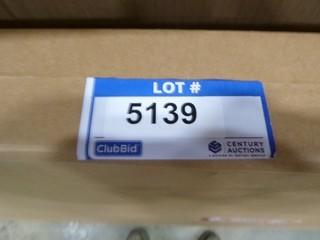 LOT #
5139
ClubBid
CENTURY
AUCTIONS